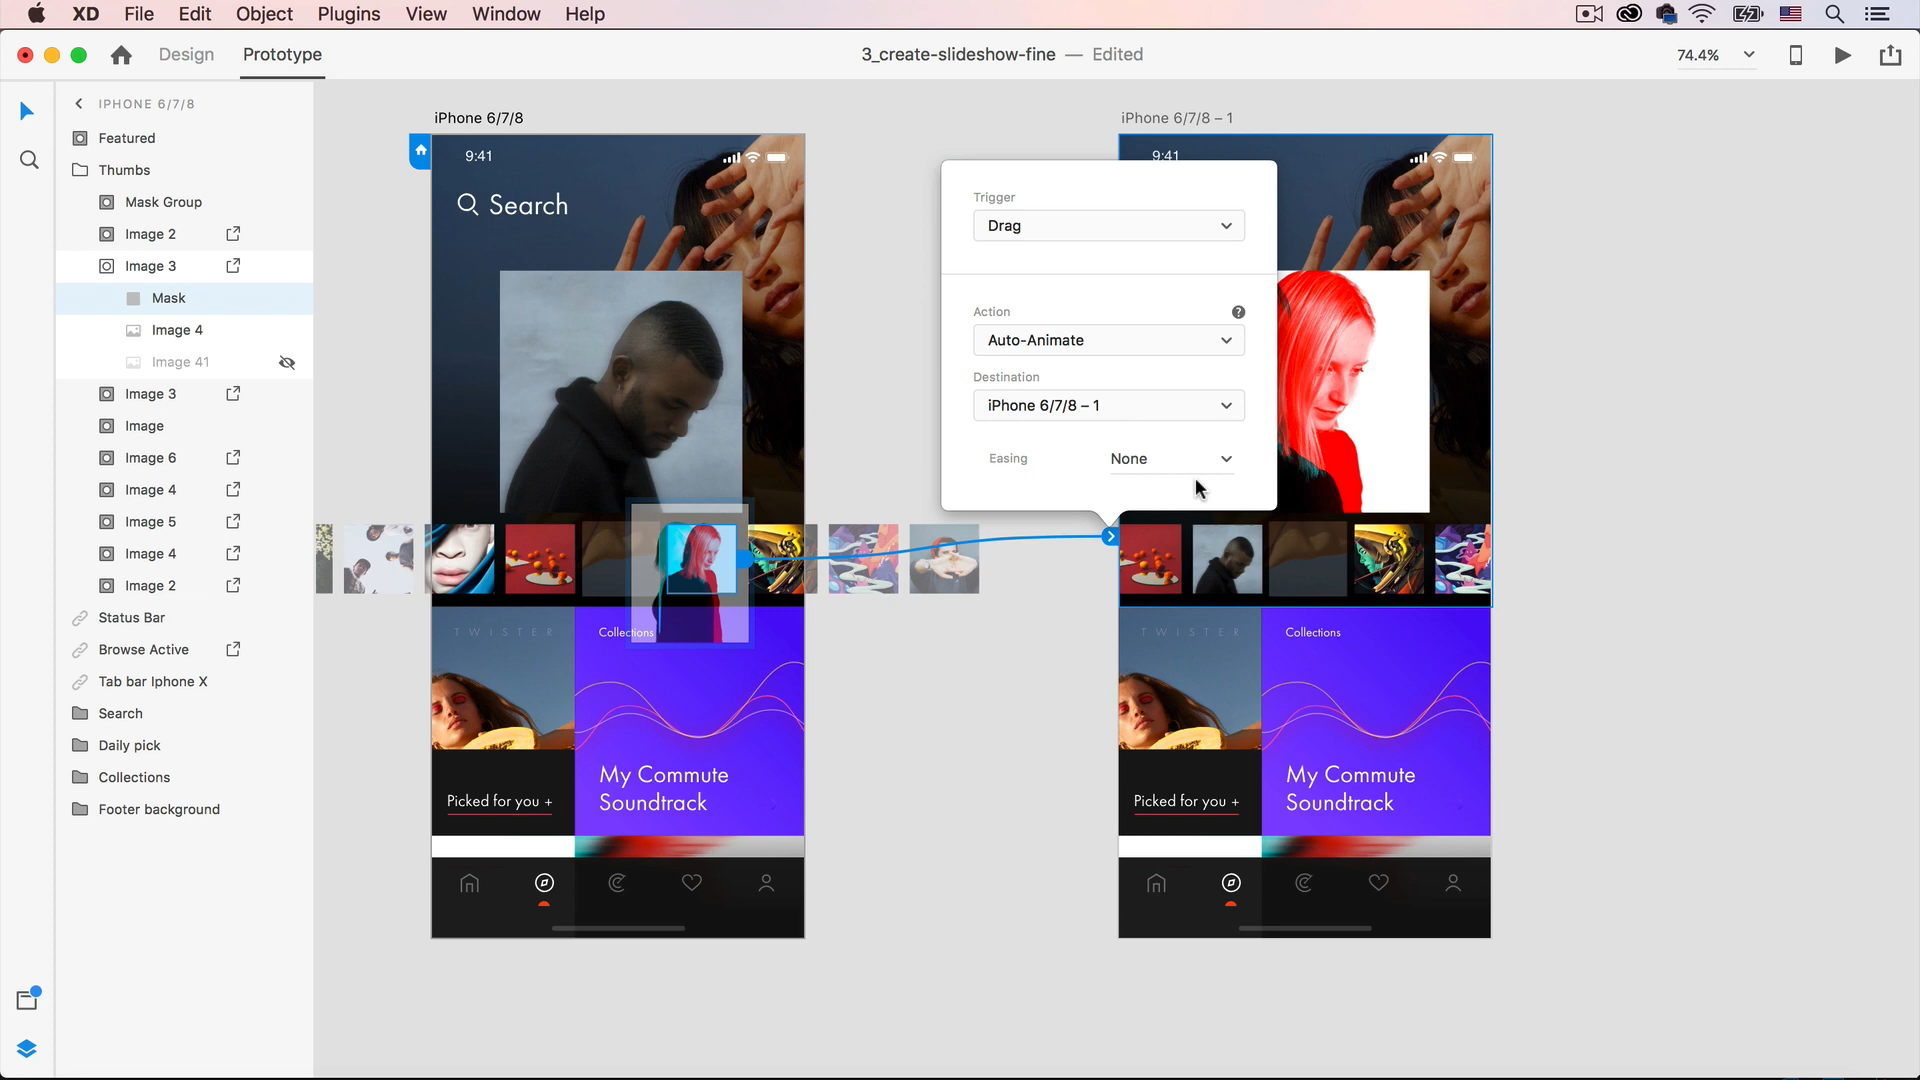 XD File Edit Object Plugins View Window Help
Design Prototype
3_create-slideshow-fine — Edited
74.4%
IPHONE 6/7/8
Featured
Thumbs
Mask Group
Image 2
Image 3
Mask
Image 4
Image 41
Image 3
Image
Image 6
Image 4
Image 5
Image 4
Image 2
Status Bar
Browse Active
Tab bar Iphone X
Search
Daily pick
Collections
Footer background
iPhone 6/7/8
9:41
Search
TWISTER
Collections
My Commute
Soundtrack
Picked for you +
Trigger
Drag
Action
?
Auto-Animate
Destination
iPhone 6/7/8 – 1
Easing
None
iPhone 6/7/8 – 1
9:41
TWISTER
Collections
My Commute
Soundtrack
Picked for you +